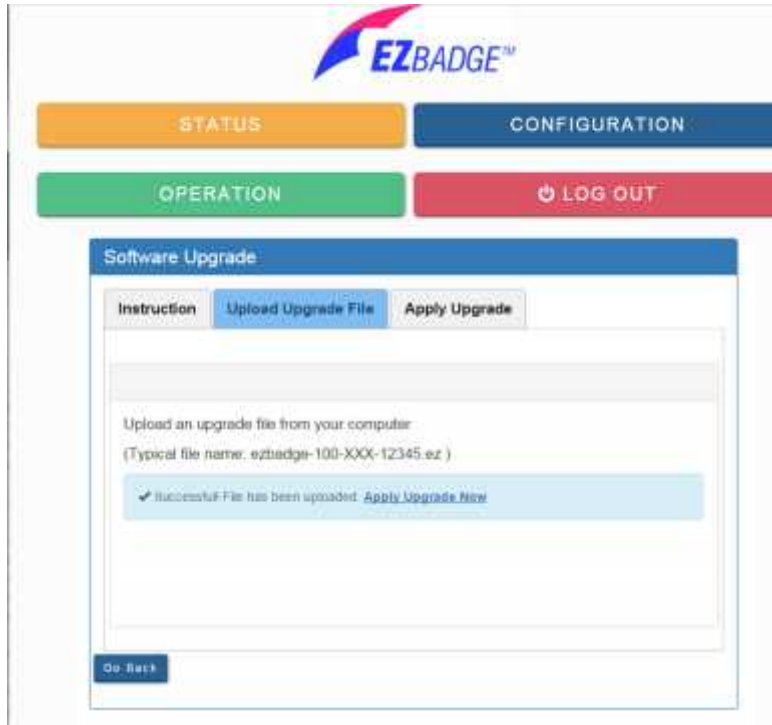 EZBADGE™
STATUS
CONFIGURATION
OPERATION
LOG OUT
Software Upgrade
Instruction
Upload Upgrade File
Apply Upgrade
Upload an upgrade file from your computer
(Typical file name: ezbadge-100-XXX-12345.ez )
✔ Successful! File has been uploaded. Apply Upgrade Now
Go Back